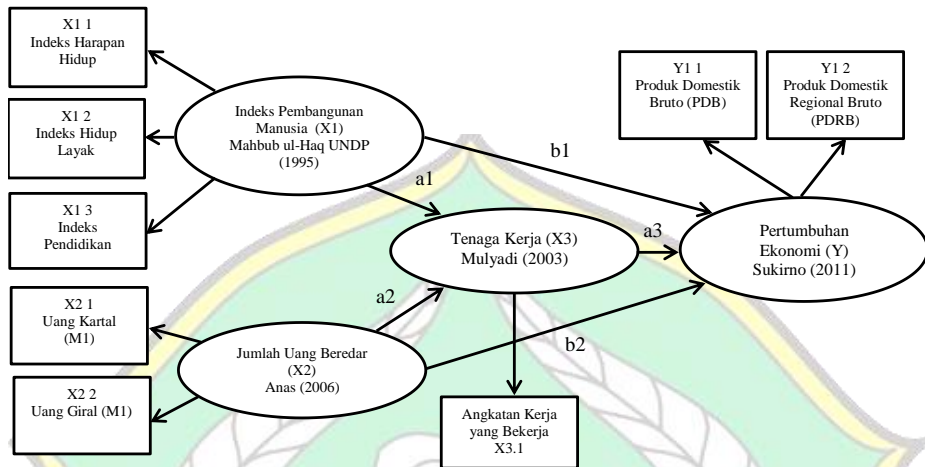 X1 1
Indeks Harapan
Hidup
X1 2
Indeks Hidup
Layak
X1 3
Indeks
Pendidikan
Indeks Pembangunan
Manusia (X1)
Mahbub ul-Haq UNDP
(1995)
b1
a1
Y1 1
Produk Domestik
Bruto (PDB)
Y1 2
Produk Domestik
Regional Bruto
(PDRB)
Tenaga Kerja (X3)
Mulyadi (2003)
a3
Pertumbuhan
Ekonomi (Y)
Sukirno (2011)
X2 1
Uang Kartal
(M1)
X2 2
Uang Giral (M1)
Jumlah Uang Beredar
(X2)
Anas (2006)
a2
b2
Angkatan Kerja
yang Bekerja
X3.1